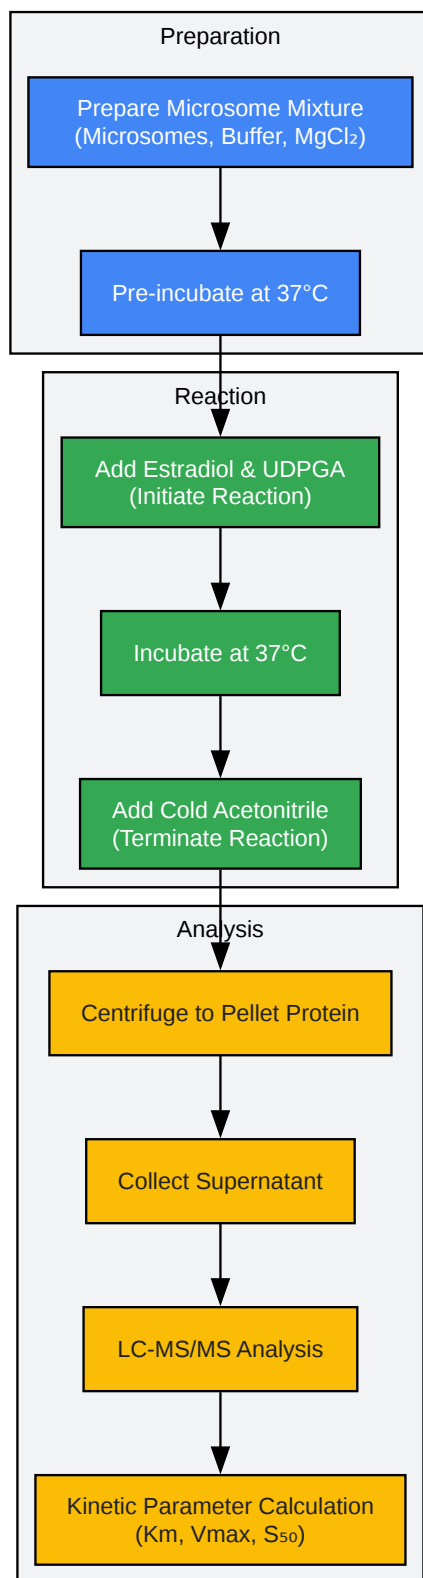 Preparation
Prepare Microsome Mixture
(Microsomes, Buffer, MgCl₂)
Pre-incubate at 37°C
Reaction
Add Estradiol & UDPGA
(Initiate Reaction)
Incubate at 37°C
Add Cold Acetonitrile
(Terminate Reaction)
Analysis
Centrifuge to Pellet Protein
Collect Supernatant
LC-MS/MS Analysis
Kinetic Parameter Calculation
(Km, Vmax, S₅₀)